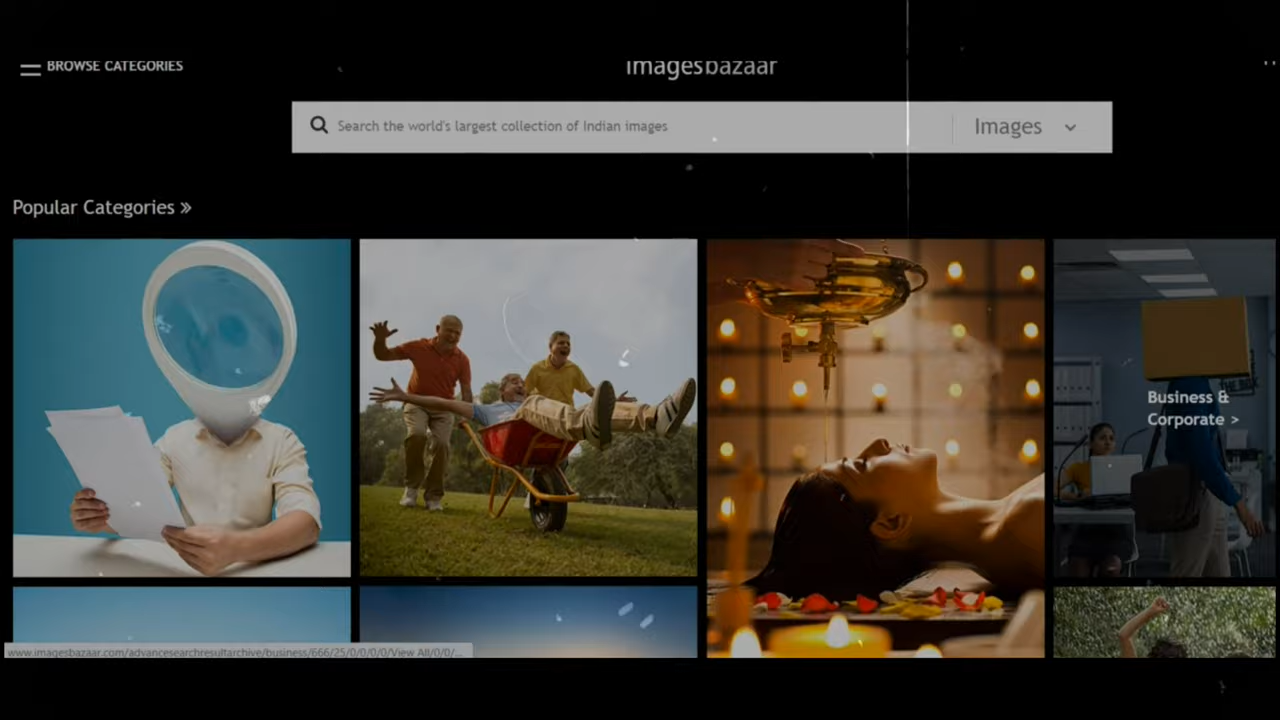 BROWSE CATEGORIES
imagesbazaar
Search the world's largest collection of Indian images
Images
Popular Categories »
Business &
Corporate >
www.imagesbazaar.com/advancesearchresultarchive/business/666/25/0/0/0/0/View All/0/0/...